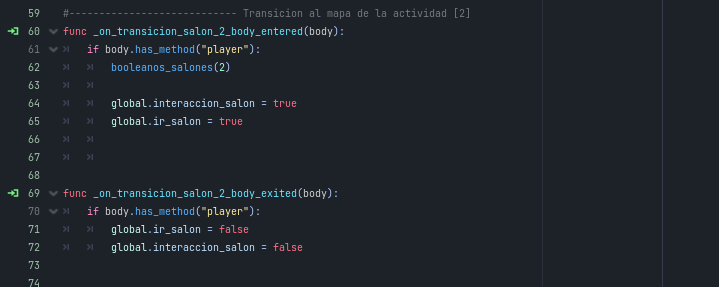 59 #--------------------------- Transicion al mapa de la actividad [2]
60 func _on_transicion_salon_2_body_entered(body):
61 if body.has_method("player"):
62 booleanos_salones(2)
63
64 global.interaccion_salon = true
65 global.ir_salon = true
66
67
68
69 func _on_transicion_salon_2_body_exited(body):
70 if body.has_method("player"):
71 global.ir_salon = false
72 global.interaccion_salon = false
73
74